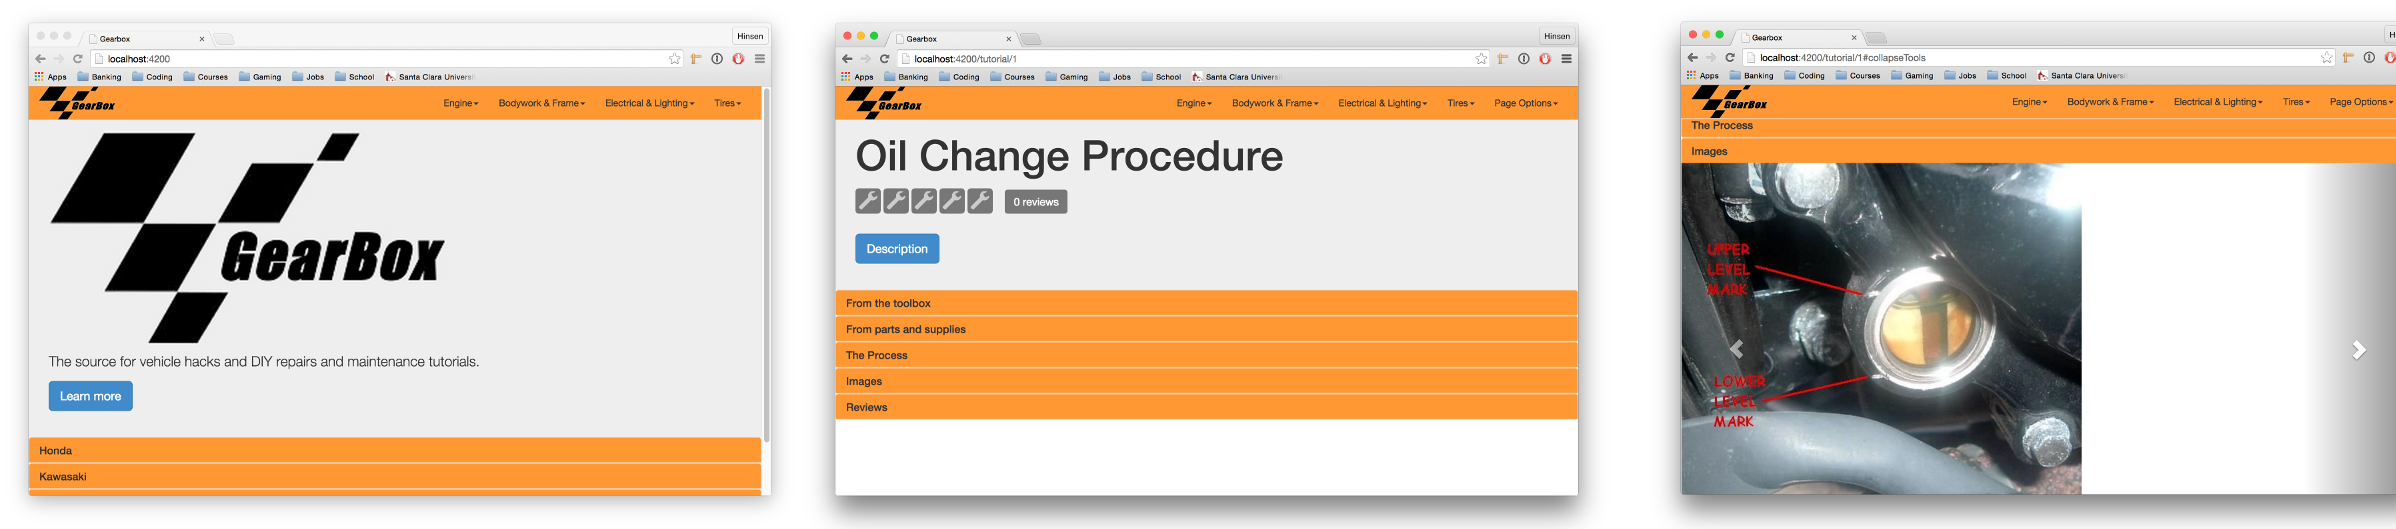 Gearbox
Hinsen
localhost:4200
Apps Banking Coding Courses Gaming Jobs School Santa Clara Universi
GearBox Engine Bodywork & Frame Electrical & Lighting Tires
GearBox
The source for vehicle hacks and DIY repairs and maintenance tutorials.
Learn more
Honda
Kawasaki
Gearbox
Hinsen
localhost:4200/tutorial/1
Apps Banking Coding Courses Gaming Jobs School Santa Clara Universi
GearBox Engine Bodywork & Frame Electrical & Lighting Tires Page Options
Oil Change Procedure
0 reviews
Description
From the toolbox
From parts and supplies
The Process
Images
Reviews
Gearbox
H
localhost:4200/tutorial/1#collapseTools
Apps Banking Coding Courses Gaming Jobs School Santa Clara Universi
GearBox Engine Bodywork & Frame Electrical & Lighting Tires Page Options
The Process
Images
UPPER
LEVEL
MARK
LOWER
LEVEL
MARK